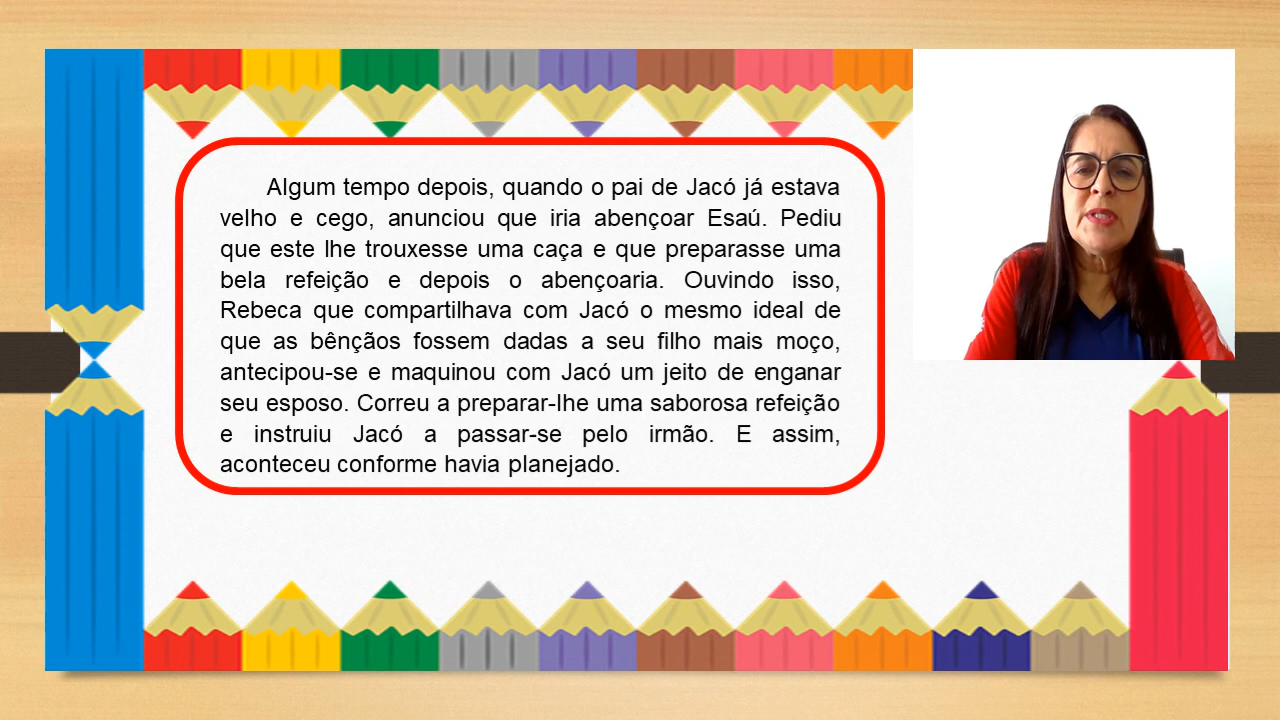 Algum tempo depois, quando o pai de Jacó já estava
velho e cego, anunciou que iria abençoar Esaú. Pediu
que este lhe trouxesse uma caça e que preparasse uma
bela refeição e depois o abençoaria. Ouvindo isso,
Rebeca que compartilhava com Jacó o mesmo ideal de
que as bênçãos fossem dadas a seu filho mais moço,
antecipou-se e maquinou com Jacó um jeito de enganar
seu esposo. Correu a preparar-lhe uma saborosa refeição
e instruiu Jacó a passar-se pelo irmão. E assim,
aconteceu conforme havia planejado.